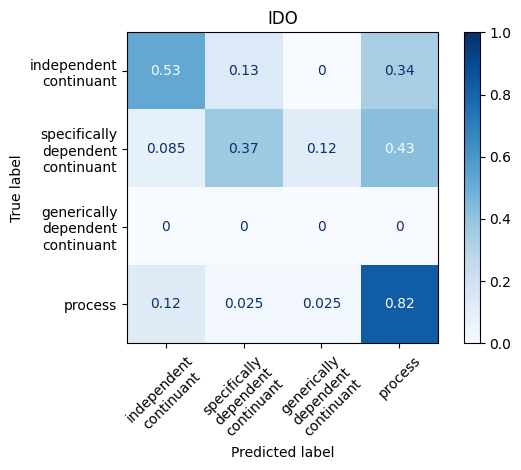 IDO
independent
continuant
0.53
0.13
0
0.34
specifically
dependent
continuant
0.085
0.37
0.12
0.43
generically
dependent
continuant
0
0
0
0
process
0.12
0.025
0.025
0.82
True label
independent
continuant
specifically
dependent
continuant
generically
dependent
continuant
process
Predicted label
1.0
0.8
0.6
0.4
0.2
0.0